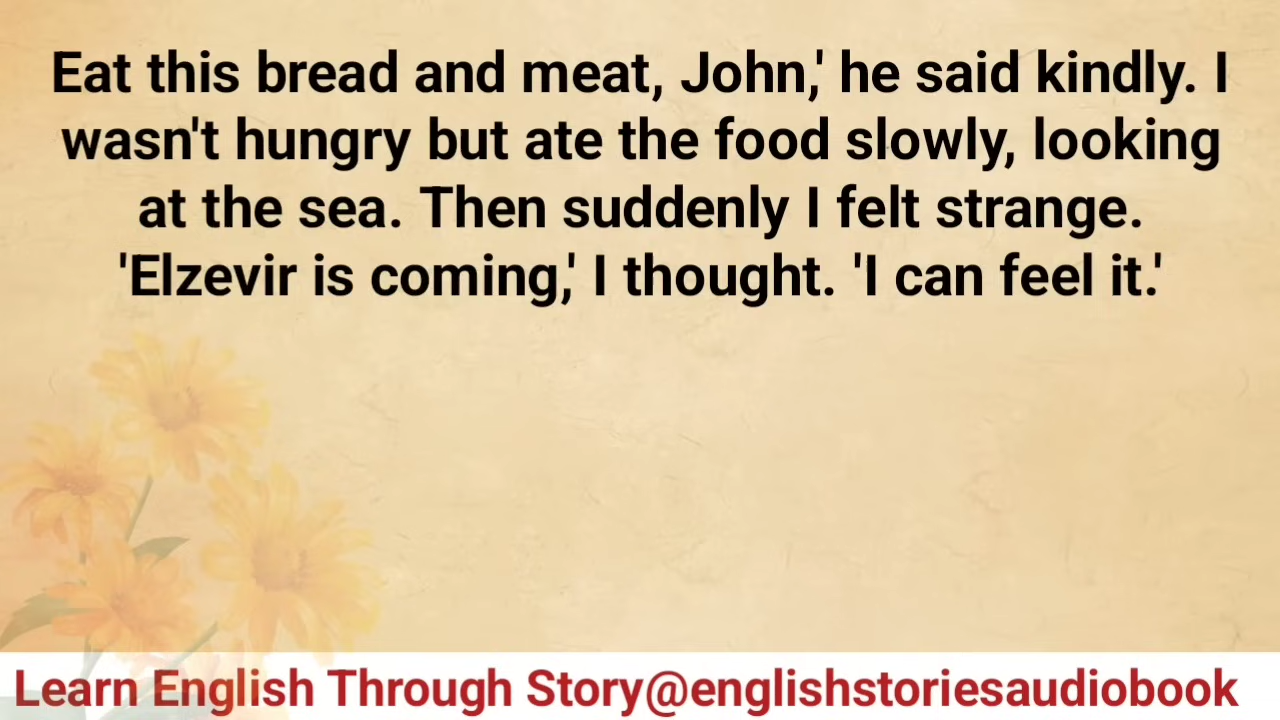 Eat this bread and meat, John,' he said kindly. I
wasn't hungry but ate the food slowly, looking
at the sea. Then suddenly I felt strange.
'Elzevir is coming,' I thought. 'I can feel it.'
Learn English Through Story@englishstoriesaudiobook